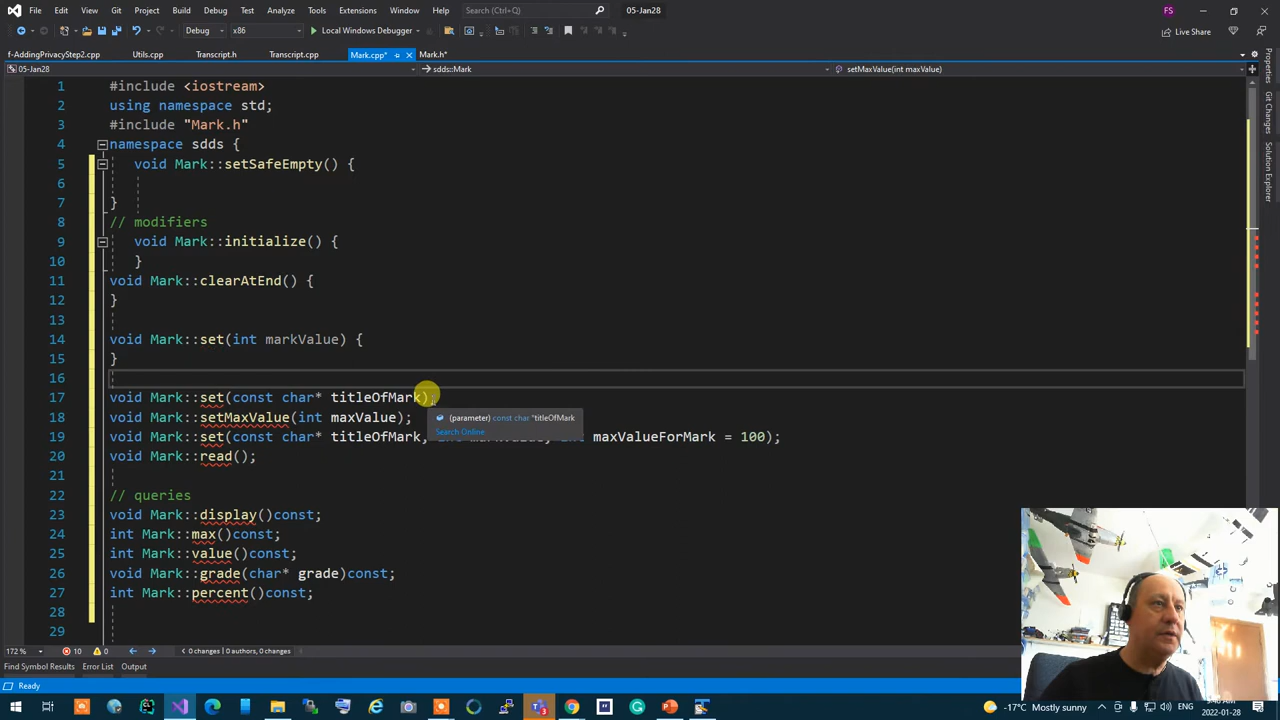 File Edit View Git Project Build Debug Test Analyze Tools Extensions Window Help Search (Ctrl+Q) 05-Jan28 FS
Debug x86 Local Windows Debugger Live Share
f-AddingPrivacyStep2.cpp Utils.cpp Transcript.h Transcript.cpp Mark.cpp* Mark.h*
05-Jan28 sdds::Mark setMaxValue(int maxValue)
Properties
Git Changes
Solution Explorer
1 #include <iostream>
2 using namespace std;
3 #include "Mark.h"
4 namespace sdds {
5 void Mark::setSafeEmpty() {
6
7 }
8 // modifiers
9 void Mark::initialize() {
10 }
11 void Mark::clearAtEnd() {
12 }
13
14 void Mark::set(int markValue) {
15 }
16
17 void Mark::set(const char* titleOfMark);
18 void Mark::setMaxValue(int maxValue);
(parameter) const char *titleOfMark
Search Online
19 void Mark::set(const char* titleOfMark, int markValue, int maxValueForMark = 100);
20 void Mark::read();
21
22 // queries
23 void Mark::display()const;
24 int Mark::max()const;
25 int Mark::value()const;
26 void Mark::grade(char* grade)const;
27 int Mark::percent()const;
28
29
172 % 10 0 0 changes | 0 authors, 0 changes
Find Symbol Results Error List Output
Ready
-17°C Mostly sunny ENG 2022-01-28